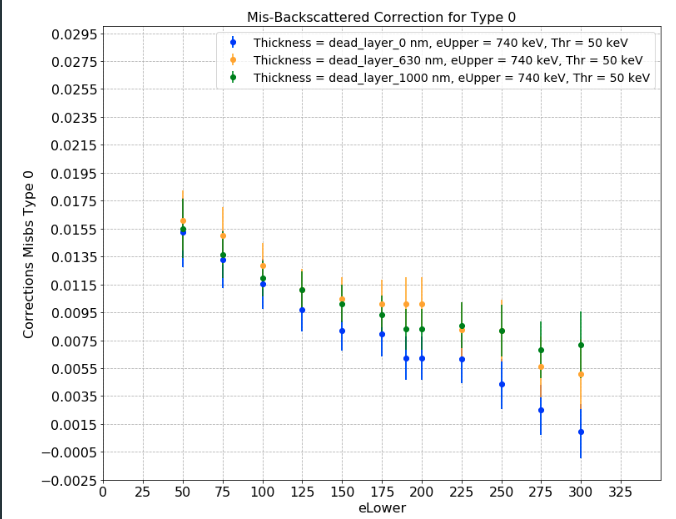 Mis-Backscattered Correction for Type 0
Thickness = dead_layer_0 nm, eUpper = 740 keV, Thr = 50 keV
Thickness = dead_layer_630 nm, eUpper = 740 keV, Thr = 50 keV
Thickness = dead_layer_1000 nm, eUpper = 740 keV, Thr = 50 keV
Corrections Misbs Type 0
0.0295
0.0275
0.0255
0.0235
0.0215
0.0195
0.0175
0.0155
0.0135
0.0115
0.0095
0.0075
0.0055
0.0035
0.0015
−0.0005
−0.0025
0 25 50 75 100 125 150 175 200 225 250 275 300 325
eLower